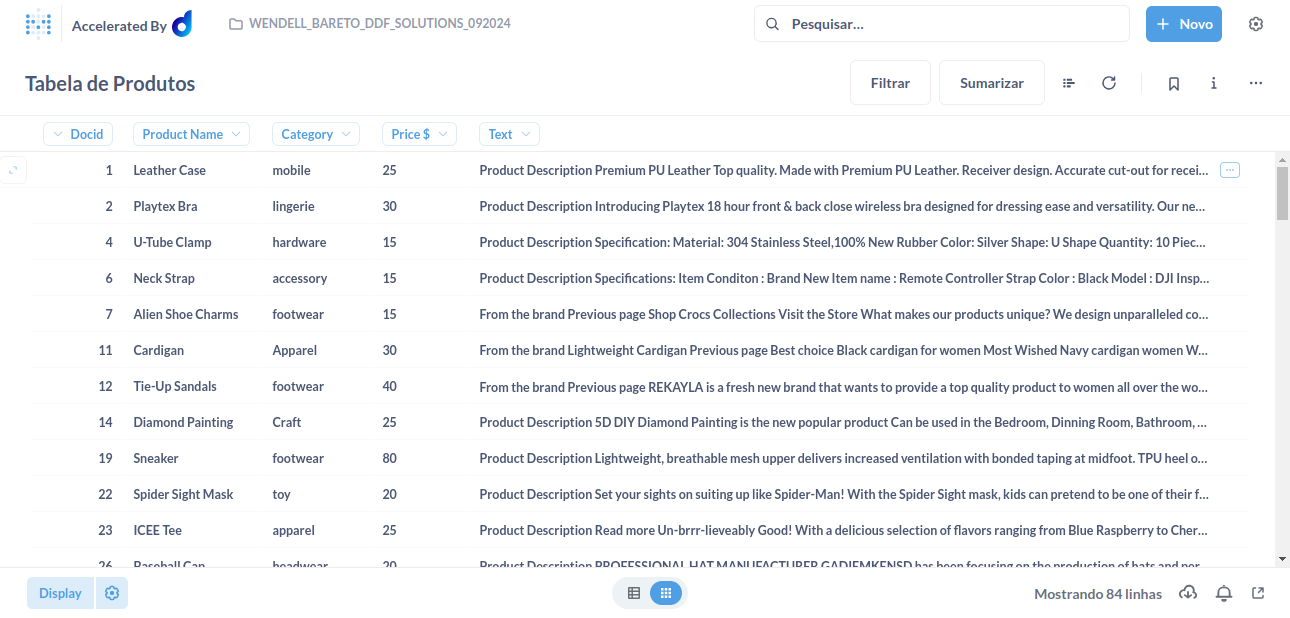 Accelerated By
WENDELL_BARETO_DDF_SOLUTIONS_092024
Pesquisar...
+ Novo
Tabela de Produtos
Filtrar
Sumarizar
Docid Product Name Category Price $ Text
1 Leather Case mobile 25 Product Description Premium PU Leather Top quality. Made with Premium PU Leather. Receiver design. Accurate cut-out for recei...
2 Playtex Bra lingerie 30 Product Description Introducing Playtex 18 hour front & back close wireless bra designed for dressing ease and versatility. Our ne...
4 U-Tube Clamp hardware 15 Product Description Specification: Material: 304 Stainless Steel,100% New Rubber Color: Silver Shape: U Shape Quantity: 10 Piec...
6 Neck Strap accessory 15 Product Description Specifications: Item Conditon : Brand New Item name : Remote Controller Strap Color : Black Model : DJI Insp...
7 Alien Shoe Charms footwear 15 From the brand Previous page Shop Crocs Collections Visit the Store What makes our products unique? We design unparalleled co...
11 Cardigan Apparel 30 From the brand Lightweight Cardigan Previous page Best choice Black cardigan for women Most Wished Navy cardigan women W...
12 Tie-Up Sandals footwear 40 From the brand Previous page REKAYLA is a fresh new brand that wants to provide a top quality product to women all over the wo...
14 Diamond Painting Craft 25 Product Description 5D DIY Diamond Painting is the new popular product Can be used in the Bedroom, Dinning Room, Bathroom, ...
19 Sneaker footwear 80 Product Description Lightweight, breathable mesh upper delivers increased ventilation with bonded taping at midfoot. TPU heel o...
22 Spider Sight Mask toy 20 Product Description Set your sights on suiting up like Spider-Man! With the Spider Sight mask, kids can pretend to be one of their f...
23 ICEE Tee apparel 25 Product Description Read more Un-brrr-lieveably Good! With a delicious selection of flavors ranging from Blue Raspberry to Cher...
26 Baseball Cap headwear 20 Product Description PROFESSIONAL HAT MANUFACTURER GADIEMKENSD has been focusing on the production of hats and per...
Display
Mostrando 84 linhas